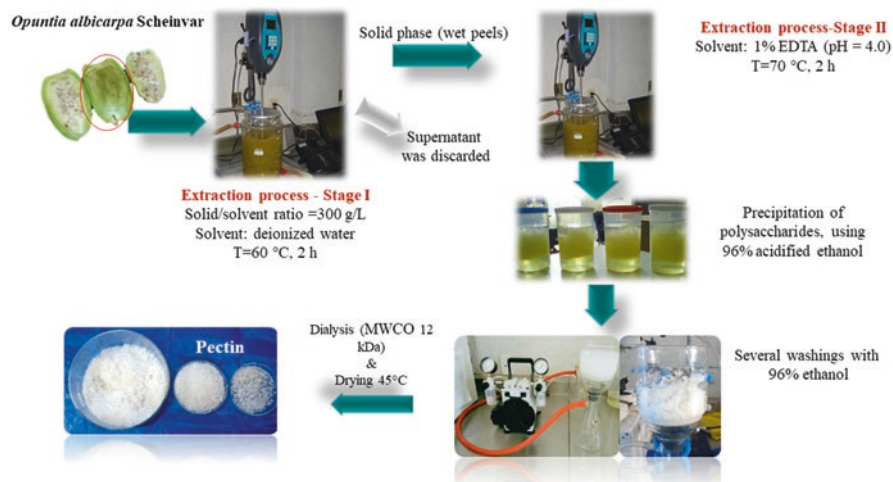 Opuntia albicarpa Scheinvar
Solid phase (wet peels)
Supernatant
was discarded
Extraction process-Stage II
Solvent: 1% EDTA (pH = 4.0)
T=70 °C, 2 h
Extraction process - Stage I
Solid/solvent ratio =300 g/L
Solvent: deionized water
T=60 °C, 2 h
Precipitation of
polysaccharides, using
96% acidified ethanol
Several washings with
96% ethanol
Dialysis (MWCO 12
kDa)
&
Drying 45°C
Pectin